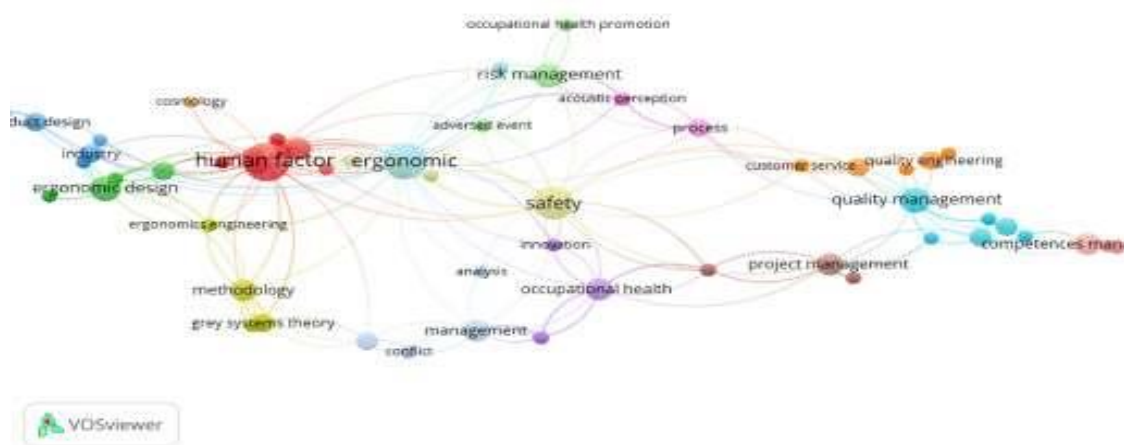 occupational health promotion
risk management
cosmology
acoustic perception
duct design
adversed event
process
industry
human factor
ergonomic
customer service
quality engineering
ergonomic design
safety
quality management
ergonomics engineering
innovation
competences man
analysis
project management
methodology
occupational health
grey systems theory
management
conflict
VOSviewer